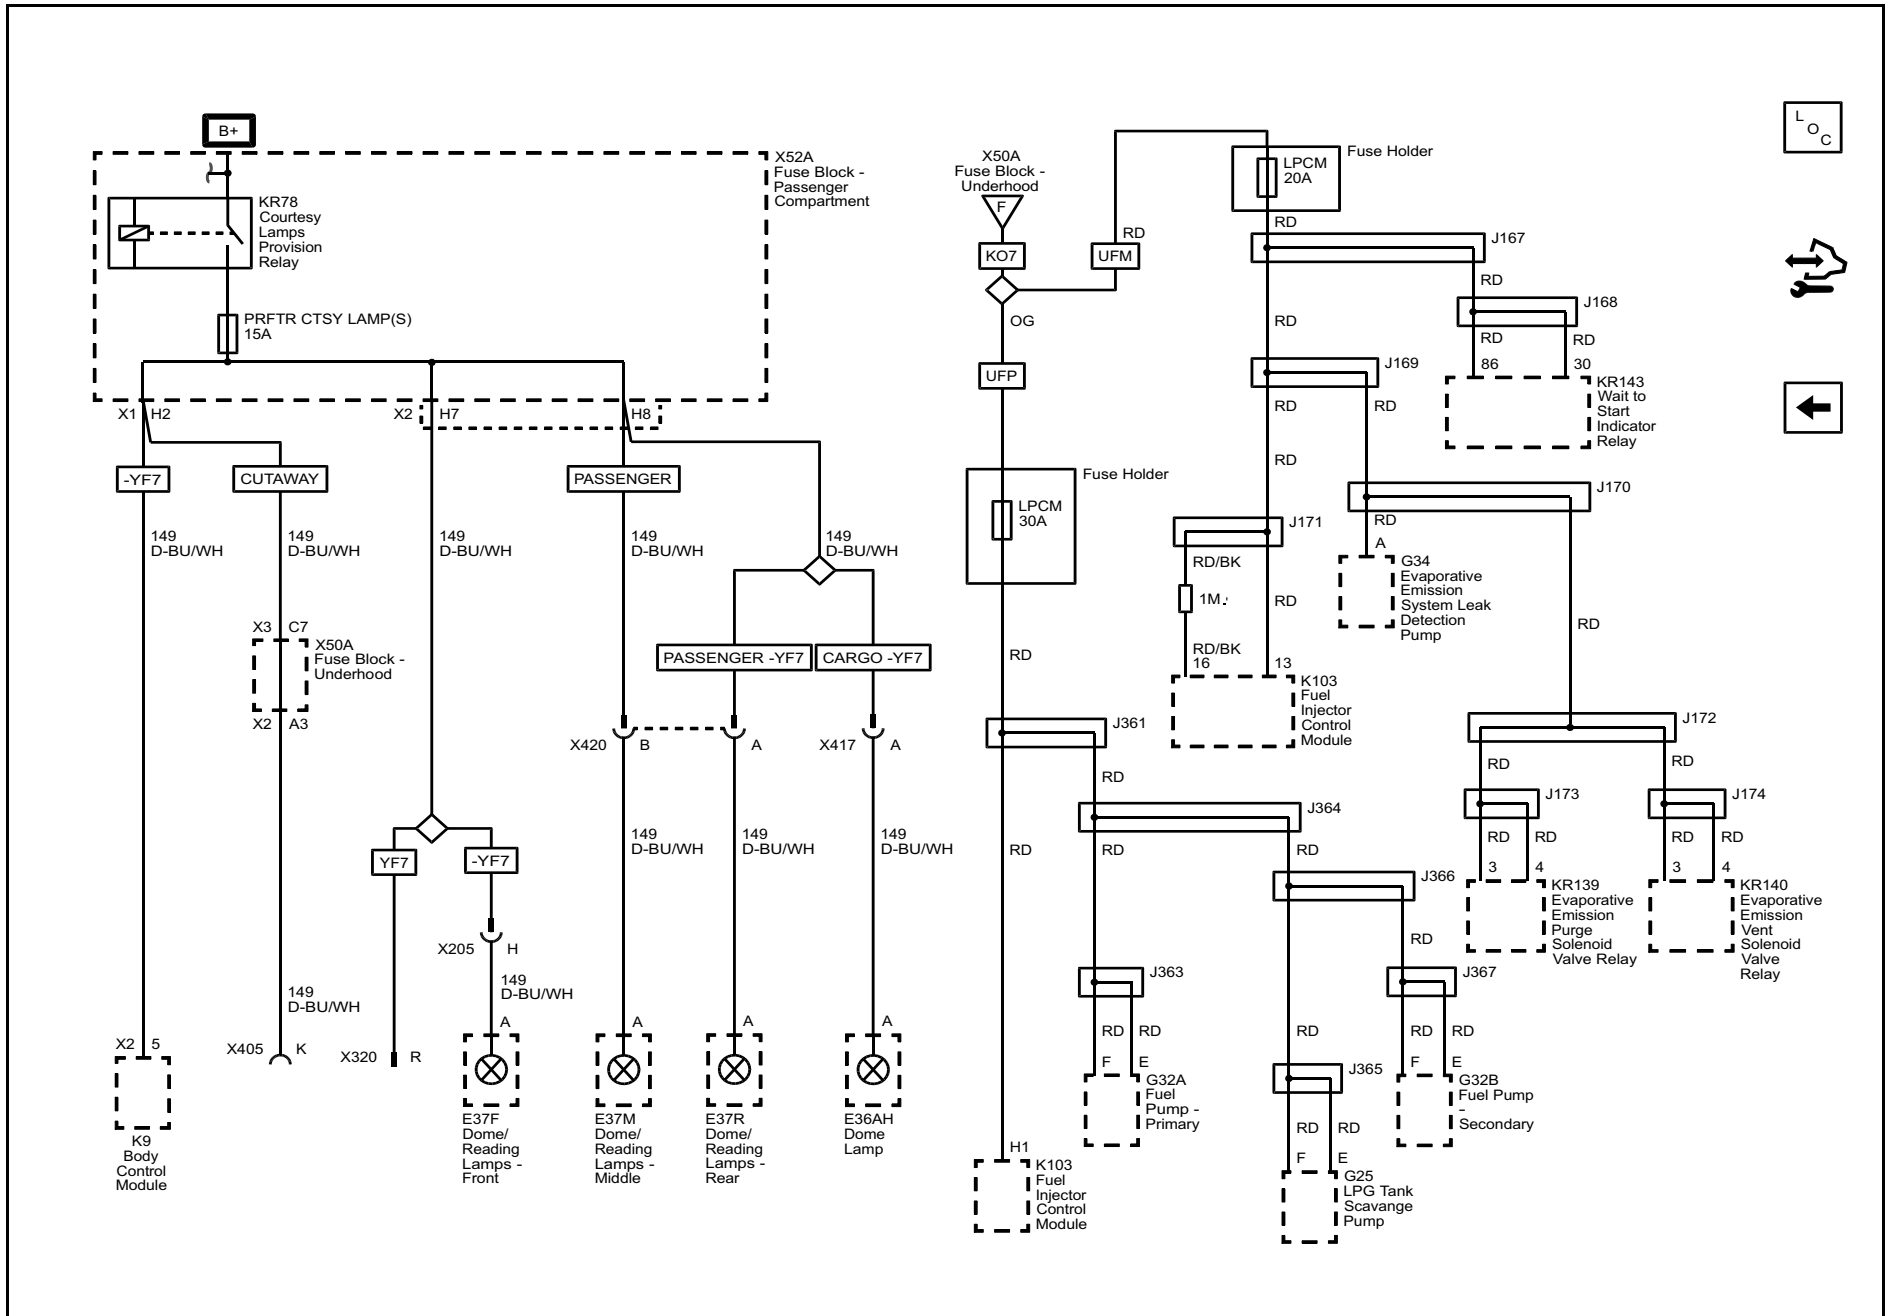 B+
X52A
Fuse Block -
Passenger
Compartment
KR78
Courtesy
Lamps
Provision
Relay
PRFTR CTSY LAMP(S)
15A
X1 H2
X2 H7
H8
-YF7
CUTAWAY
PASSENGER
149
D-BU/WH
149
D-BU/WH
149
D-BU/WH
149
D-BU/WH
149
D-BU/WH
X3 C7
X50A
Fuse Block -
Underhood
X2 A3
PASSENGER -YF7
CARGO -YF7
X420 B
A
X417 A
YF7
-YF7
X205 H
149
D-BU/WH
149
D-BU/WH
149
D-BU/WH
149
D-BU/WH
149
D-BU/WH
X2 5
X405 K
X320 R
A
A
A
A
K9
Body
Control
Module
E37F
Dome/
Reading
Lamps -
Front
E37M
Dome/
Reading
Lamps -
Middle
E37R
Dome/
Reading
Lamps -
Rear
E36AH
Dome
Lamp
X50A
Fuse Block -
Underhood
F
KO7
RD
UFM
OG
UFP
Fuse Holder
LPCM
30A
RD
J361
RD
RD
J364
RD
RD
J366
RD
J363
J367
RD RD
RD
RD RD
F E
F E
J365
G32A
Fuel
Pump -
Primary
G32B
Fuel Pump
-
Secondary
RD RD
F E
G25
LPG Tank
Scavange
Pump
H1
K103
Fuel
Injector
Control
Module
Fuse Holder
LPCM
20A
RD
J167
RD
J168
RD RD
86 30
KR143
Wait to
Start
Indicator
Relay
RD
J169
RD
RD
RD
J170
RD
A
G34
Evaporative
Emission
System Leak
Detection
Pump
J171
RD/BK
1M
RD
RD/BK
16 13
K103
Fuel
Injector
Control
Module
RD
J172
RD
RD
J173
J174
RD RD
RD RD
3 4
3 4
KR139
Evaporative
Emission
Purge
Solenoid
Valve Relay
KR140
Evaporative
Emission
Vent
Solenoid
Valve
Relay
L
O
C